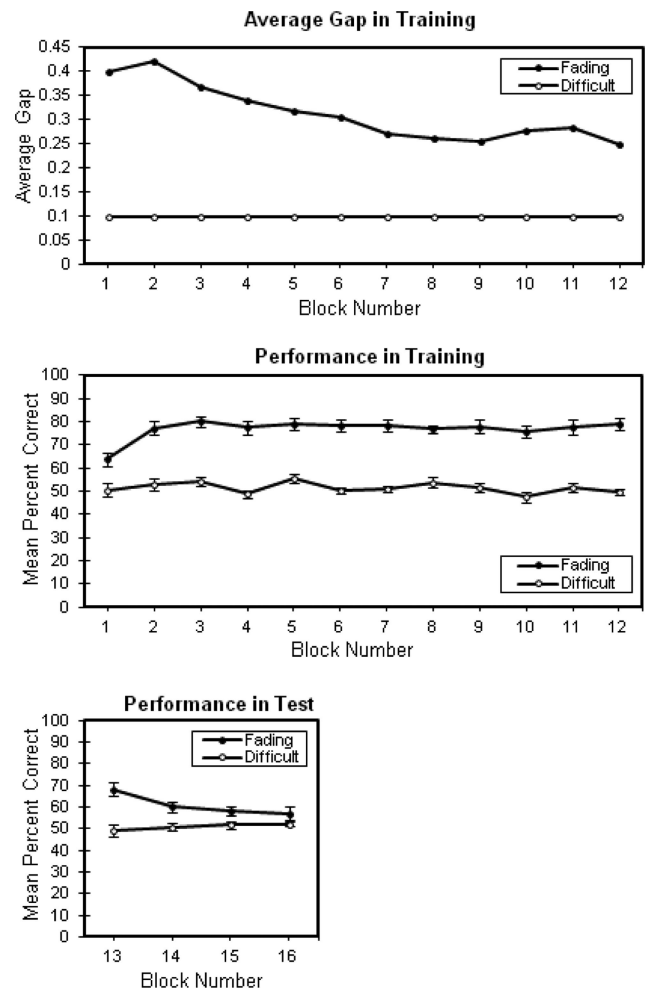 Average Gap in Training
Average Gap
0.45
0.4
0.35
0.3
0.25
0.2
0.15
0.1
0.05
0
Fading
Difficult
1 2 3 4 5 6 7 8 9 10 11 12
Block Number
Performance in Training
Mean Percent Correct
100
90
80
70
60
50
40
30
20
10
0
Fading
Difficult
1 2 3 4 5 6 7 8 9 10 11 12
Block Number
Performance in Test
Mean Percent Correct
100
90
80
70
60
50
40
30
20
10
0
Fading
Difficult
13 14 15 16
Block Number